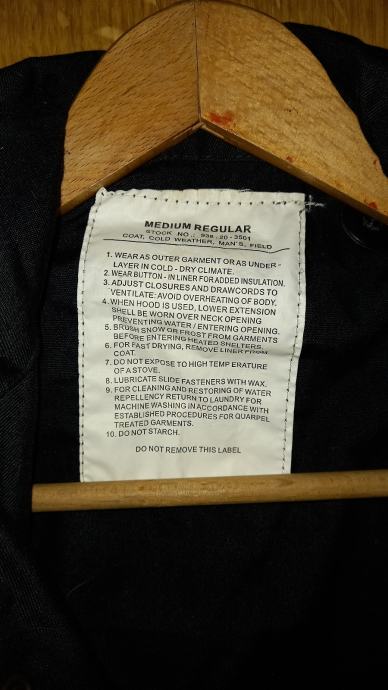 MEDIUM REGULAR
STOCK NO.: 938-20-3501
COAT, COLD WEATHER, MAN'S, FIELD
1. WEAR AS OUTER GARMENT OR AS UNDER-
LAYER IN COLD - DRY CLIMATE.
2. WEAR BUTTON - IN LINER FOR ADDED INSULATION.
3. ADJUST CLOSURES AND DRAWCORDS TO
VENTILATE: AVOID OVERHEATING OF BODY.
4. WHEN HOOD IS USED, LOWER EXTENSION
SHELL BE WORN OVER NECK OPENING
PREVENTING WATER / ENTERING OPENING.
5. BRUSH SNOW OR FROST FROM GARMENTS
BEFORE ENTERING HEATED SHELTERS.
6. FOR FAST DRYING, REMOVE LINER FROM
COAT.
7. DO NOT EXPOSE TO HIGH TEMP ERATURE
OF A STOVE.
8. LUBRICATE SLIDE FASTENERS WITH WAX.
9. FOR CLEANING AND RESTORING OF WATER
REPELLENCY RETURN TO LAUNDRY FOR
MACHINE WASHING IN ACCORDANCE WITH
ESTABLISHED PROCEDURES FOR QUARPEL
TREATED GARMENTS.
10. DO NOT STARCH.
DO NOT REMOVE THIS LABEL